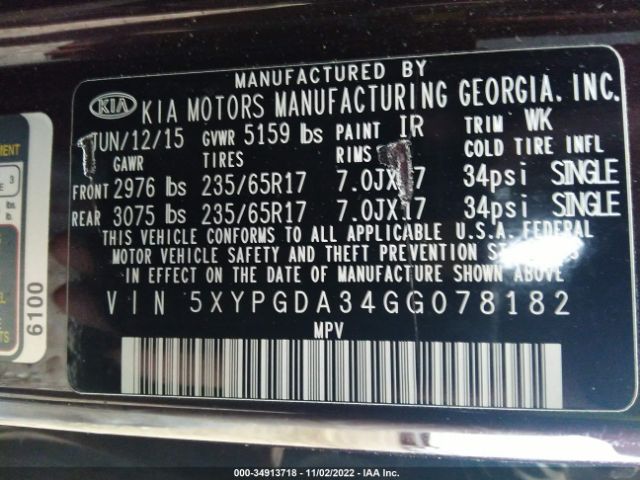 MANUFACTURED BY
KIA KIA MOTORS MANUFACTURING GEORGIA. INC.
JUN/12/15 GVWR 5159 lbs PAINT IR TRIM WK
GAWR TIRES RIMS COLD TIRE INFL
FRONT 2976 lbs 235/65R17 7.0JX17 34psi SINGLE
REAR 3075 lbs 235/65R17 7.0JX17 34psi SINGLE
THIS VEHICLE CONFORMS TO ALL APPLICABLE U.S.A. FEDERAL
MOTOR VEHICLE SAFETY AND THEFT PREVENTION
IN EFFECT ON THE DATE OF MANUFACTURE SHOWN ABOVE
VIN 5XYPGDA34GG078182
MPV
3
lb.
6100
000-34913718 - 11/02/2022 - IAA Inc.